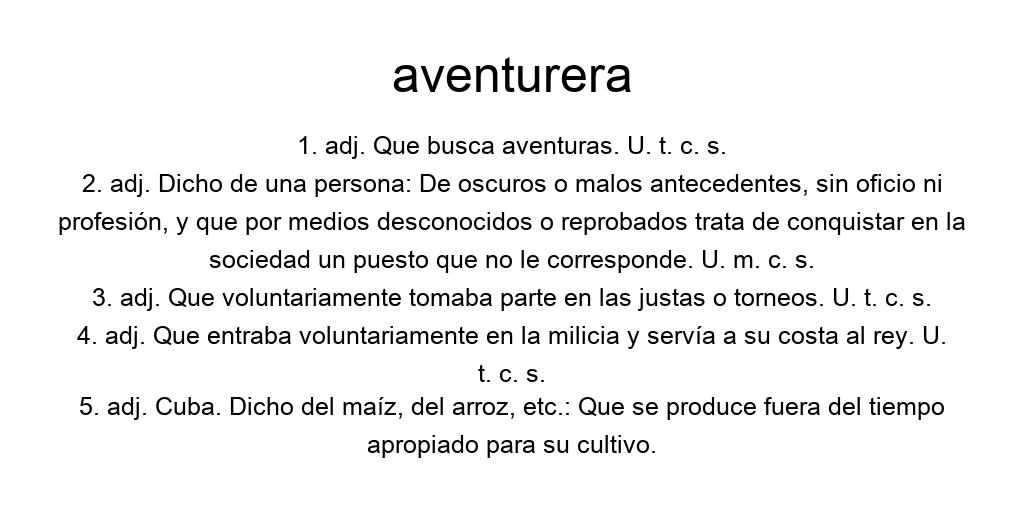 aventurera
1. adj. Que busca aventuras. U. t. c. s.
2. adj. Dicho de una persona: De oscuros o malos antecedentes, sin oficio ni
profesión, y que por medios desconocidos o reprobados trata de conquistar en la
sociedad un puesto que no le corresponde. U. m. c. s.
3. adj. Que voluntariamente tomaba parte en las justas o torneos. U. t. c. s.
4. adj. Que entraba voluntariamente en la milicia y servía a su costa al rey. U.
t. c. s.
5. adj. Cuba. Dicho del maíz, del arroz, etc.: Que se produce fuera del tiempo
apropiado para su cultivo.